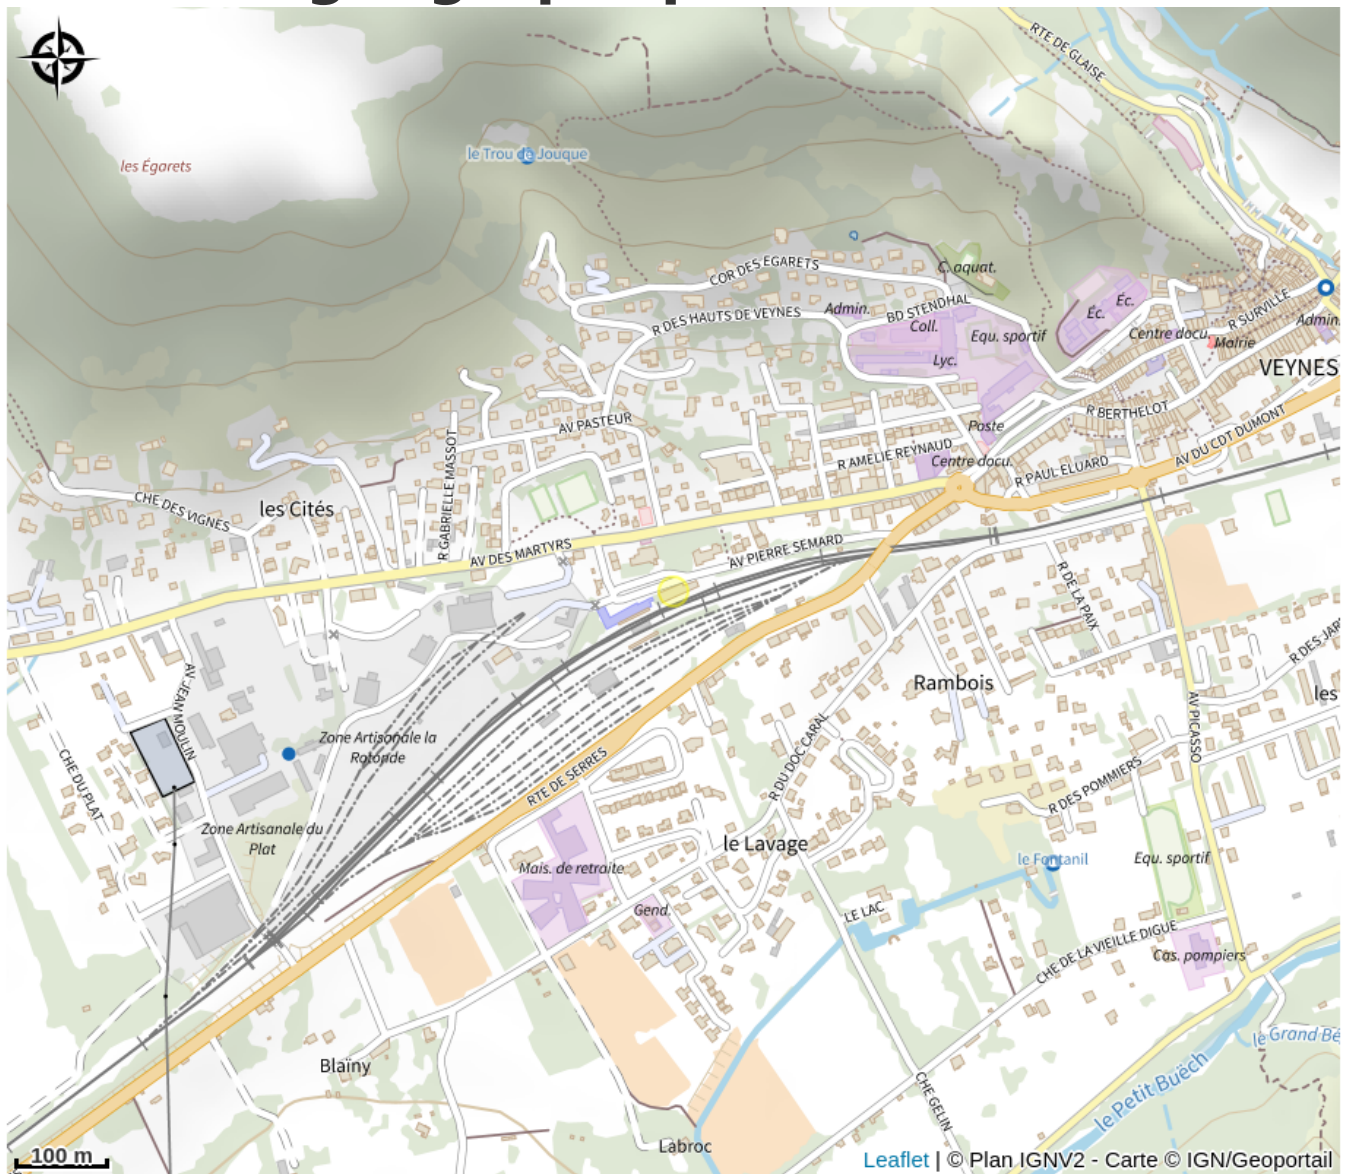 RTE DE GLAISE
les Égarets
le Trou de Jouque
COR DES EGARETS
C. aquat.
R DES HAUTS DE VEYNES
Admin.
BD STENDHAL
Coll.
Equ. sportif
Lyc.
Éc.
Éc.
R SURVILLE
Centre docu.
Mairie
Admin.
VEYNES
AV PASTEUR
R BERTHELOT
Poste
AV DU CDT DUMONT
R GABRIELLE MASSOT
R AMELIE REYNAUD
Centre docu.
R PAUL ELUARD
CHE DES VIGNES
les Cités
AV DES MARTYRS
AV PIERRE SEMARD
R DE LA PAIX
R DES JAR
Rambois
les
AV JEAN MOULIN
AV PICASSO
Zone Artisanale la
Rotonde
CHE DU PLAT
RTE DE SERRES
R DU DOC CARAL
R DES POMMIERS
Zone Artisanale du
Plat
le Lavage
le Fontanil
Equ. sportif
Mais. de retraite
Gend.
LE LAC
CHE DE LA VIEILLE DIGUE
Cas. pompiers
Blaïny
le Grand Bé
le Petit Buëch
CHE GELIN
Labroc
100 m
Leaflet | © Plan IGNV2 - Carte © IGN/Geoportail